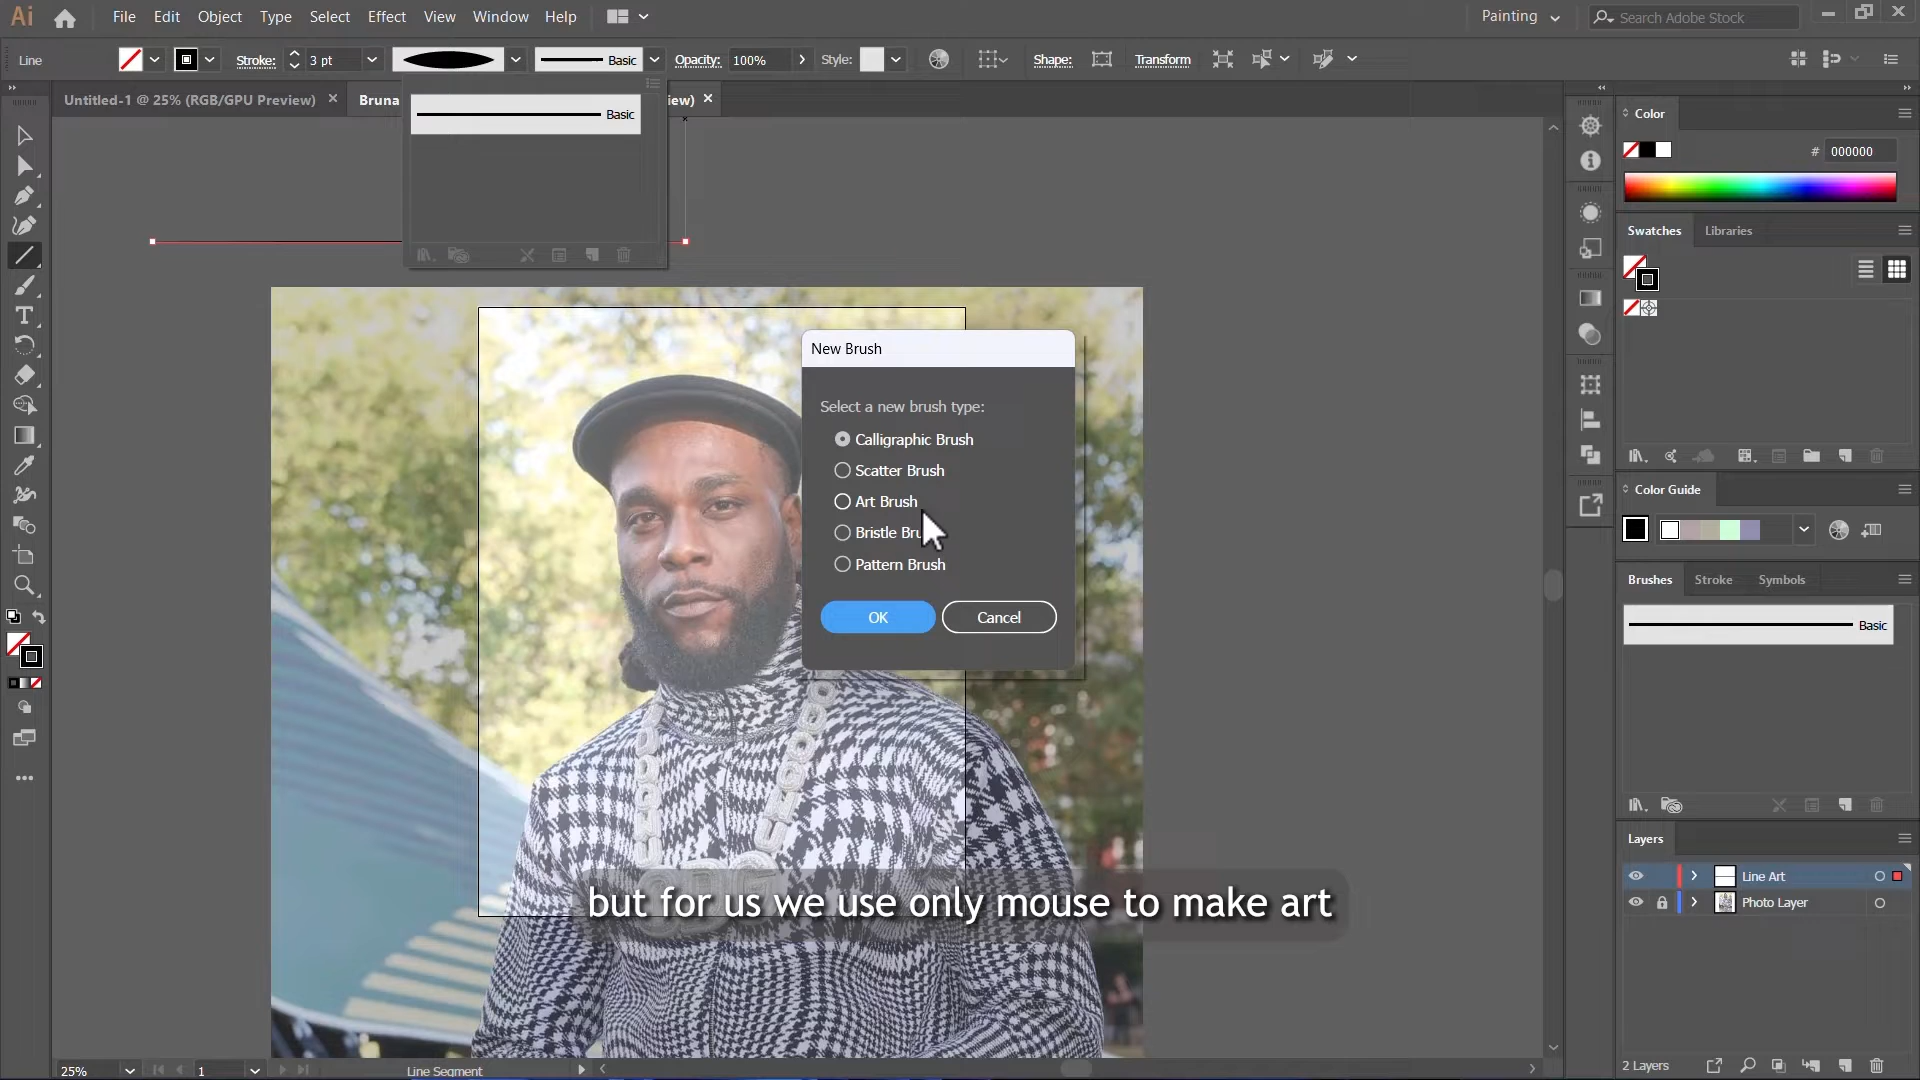 Ai File Edit Object Type Select Effect View Window Help Painting Search Adobe Stock
Line Stroke: 3 pt Basic Opacity: 100% Style: Shape: Transform
Untitled-1 @ 25% (RGB/GPU Preview) × Bruna iew) ×
Basic
Color
# 000000
Swatches Libraries
New Brush
Select a new brush type:
Calligraphic Brush
Scatter Brush
Art Brush
Bristle Bru
Pattern Brush
OK Cancel
Color Guide
Brushes Stroke Symbols
Basic
Layers
Line Art
Photo Layer
but for us we use only mouse to make art
25% 1 Line Segment 2 Layers